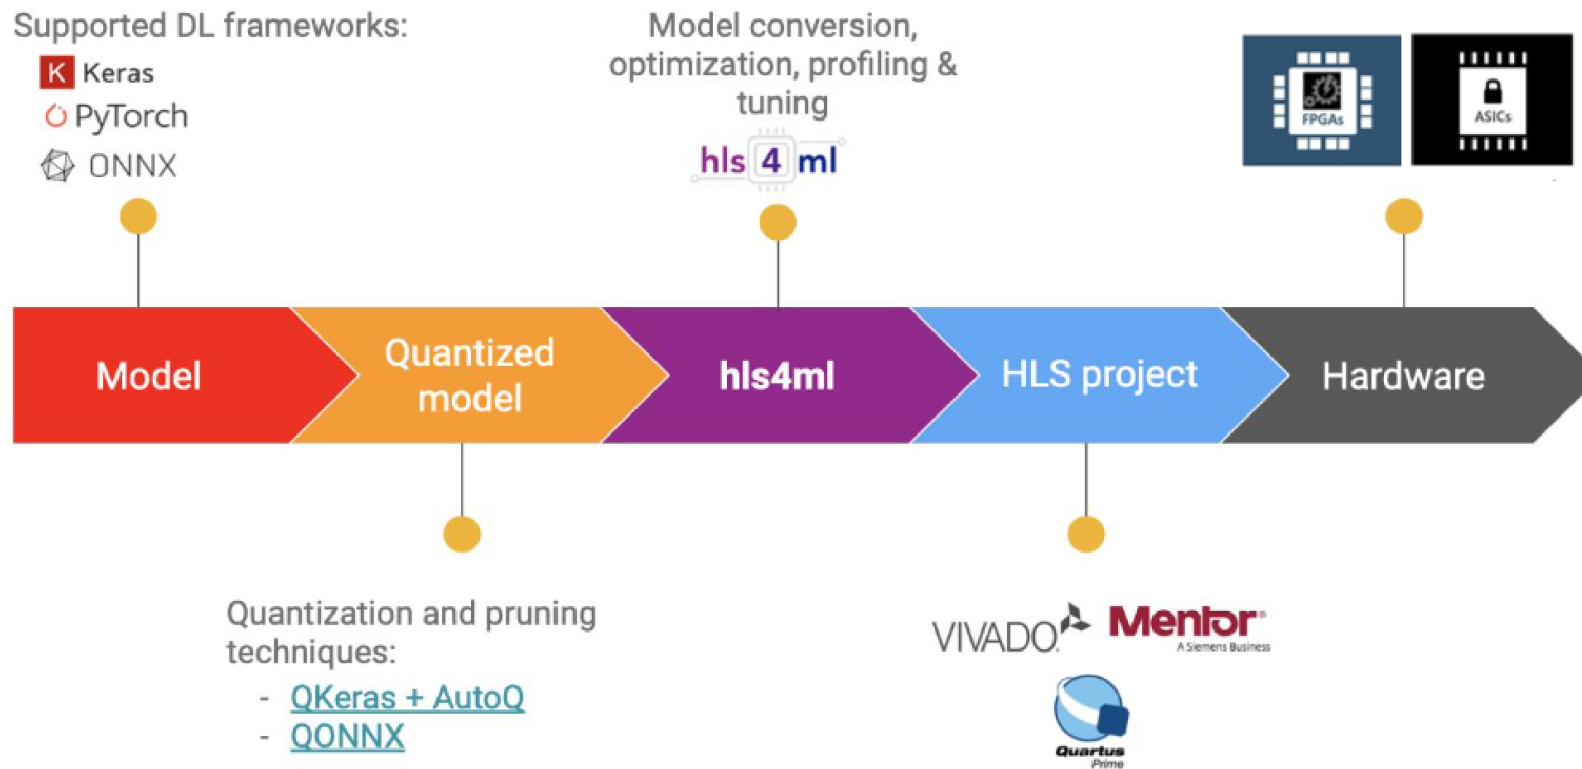 Supported DL frameworks:
K Keras
PyTorch
ONNX
Model conversion,
optimization, profiling &
tuning
hls 4 ml
FPGAs
ASICs
Model
Quantized
model
hls4ml
HLS project
Hardware
Quantization and pruning
techniques:
- QKeras + AutoQ
- QONNX
VIVADO.
Mentor®
A Siemens Business
Quartus
Prime